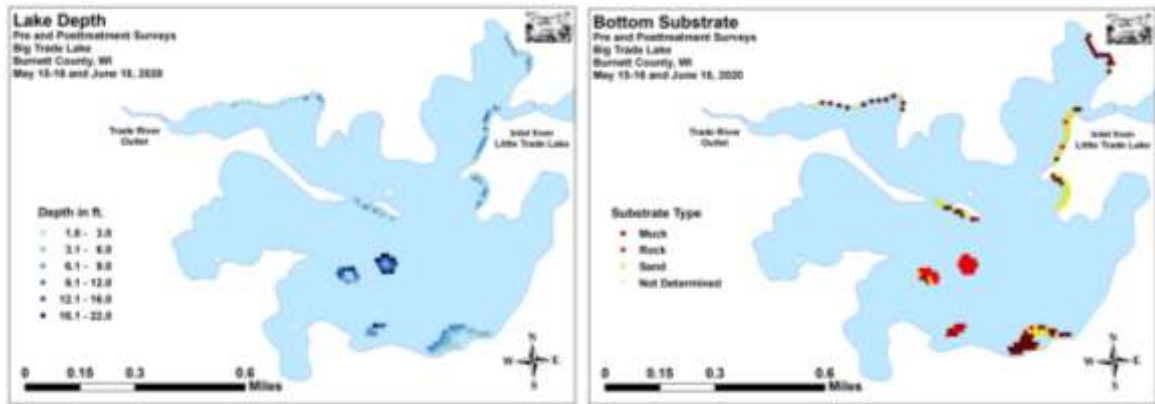 Lake Depth
Pre and Posttreatment Surveys
Big Trade Lake
Burnett County, WI
May 15-16 and June 18, 2020
Trade River
Outlet
Inlet from
Little Trade Lake
Depth in ft.
1.0 - 3.0
3.1 - 6.0
6.1 - 9.0
9.1 - 12.0
12.1 - 16.0
16.1 - 22.0
N
W E
S
0 0.15 0.3 0.6
Miles
Bottom Substrate
Pre and Posttreatment Surveys
Big Trade Lake
Burnett County, WI
May 15-16 and June 18, 2020
Trade River
Outlet
Inlet from
Little Trade Lake
Substrate Type
Muck
Rock
Sand
Not Determined
N
W E
S
0 0.15 0.3 0.6
Miles